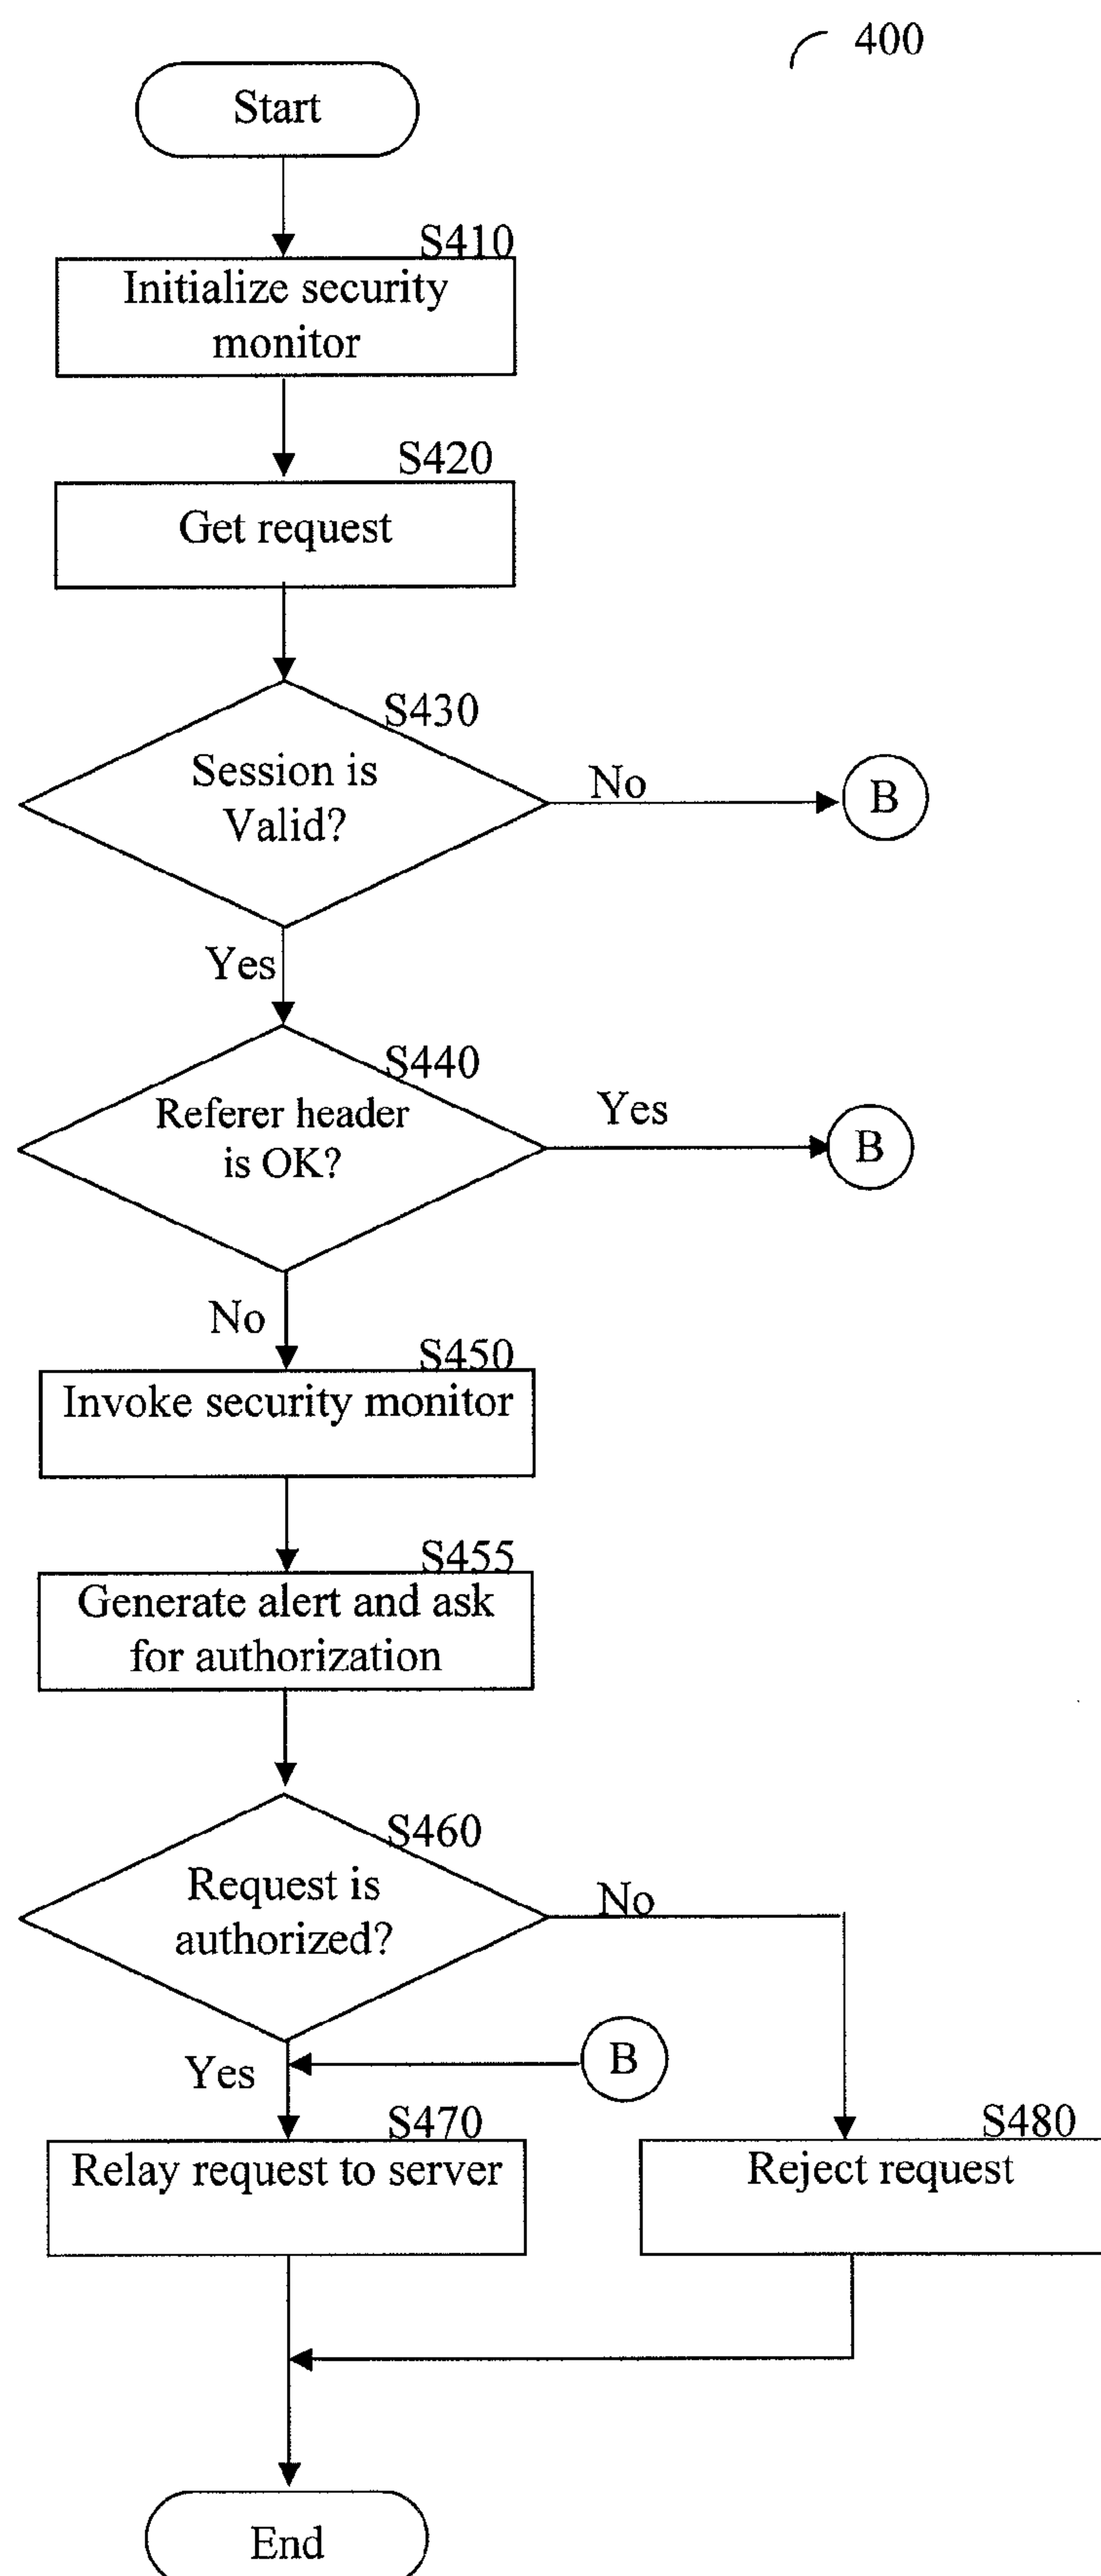 400
Start
S410
Initialize security
monitor
S420
Get request
S430
Session is
Valid?
No
B
Yes
S440
Referer header
is OK?
Yes
B
No
S450
Invoke security monitor
S455
Generate alert and ask
for authorization
S460
Request is
authorized?
No
B
Yes
S470
Relay request to server
S480
Reject request
End